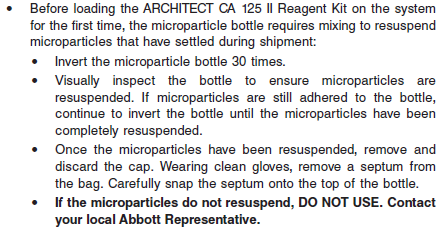 • Before loading the ARCHITECT CA 125 II Reagent Kit on the system
for the first time, the microparticle bottle requires mixing to resuspend
microparticles that have settled during shipment:
• Invert the microparticle bottle 30 times.
• Visually inspect the bottle to ensure microparticles are
resuspended. If microparticles are still adhered to the bottle,
continue to invert the bottle until the microparticles have been
completely resuspended.
• Once the microparticles have been resuspended, remove and
discard the cap. Wearing clean gloves, remove a septum from
the bag. Carefully snap the septum onto the top of the bottle.
• If the microparticles do not resuspend, DO NOT USE. Contact
your local Abbott Representative.